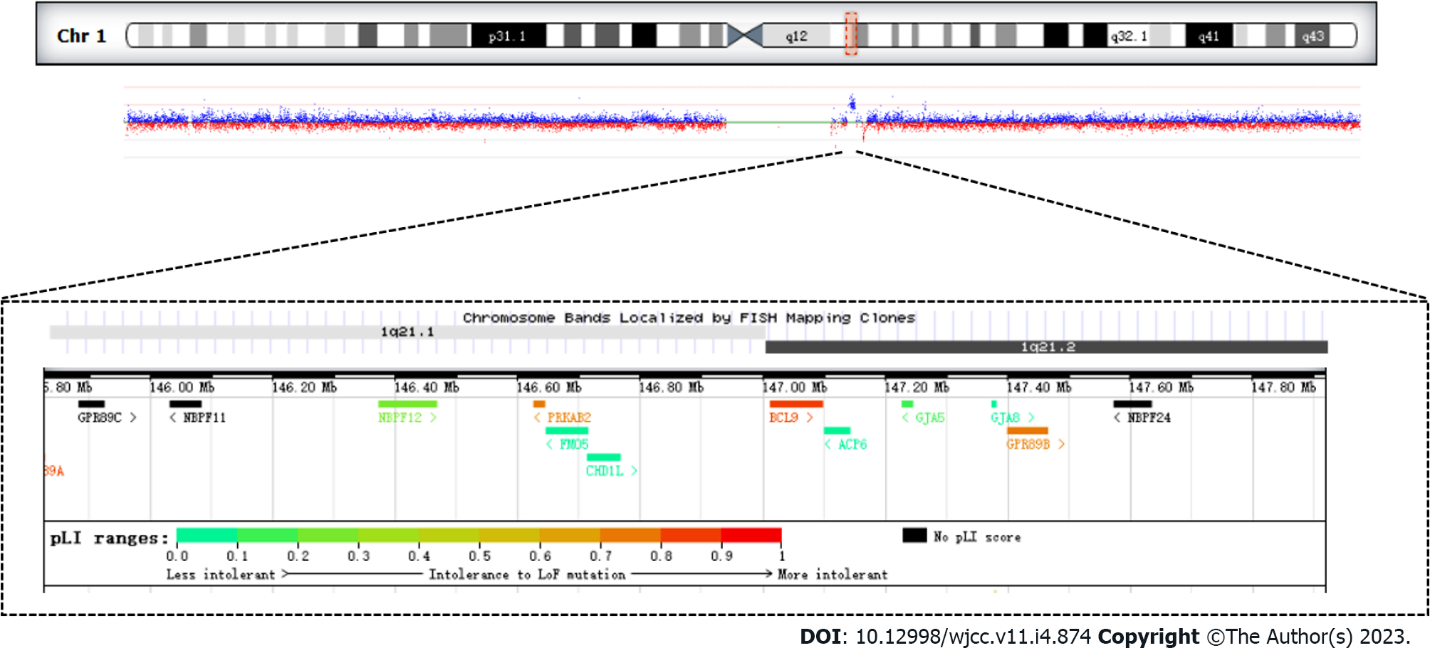 Chr 1 p31.1 q12 q32.1 q41 q43
Chromosome Bands Localized by FISH Mapping Clones
1q21.1
1q21.2
5.80 Mb 146.00 Mb 146.20 Mb 146.40 Mb 146.60 Mb 146.80 Mb 147.00 Mb 147.20 Mb 147.40 Mb 147.60 Mb 147.80 Mb
GPR89C > < NBPF11 NBPF12 > < PRKAB2 BCL9 > < GJA5 GJA8 > < NBPF24
< FMO5 < ACP6 GPR89B >
89A CHD1L >
pLI ranges: No pLI score
0.0 0.1 0.2 0.3 0.4 0.5 0.6 0.7 0.8 0.9 1
Less intolerant > Intolerance to LoF mutation > More intolerant
DOI: 10.12998/wjcc.v11.i4.874 Copyright ©The Author(s) 2023.